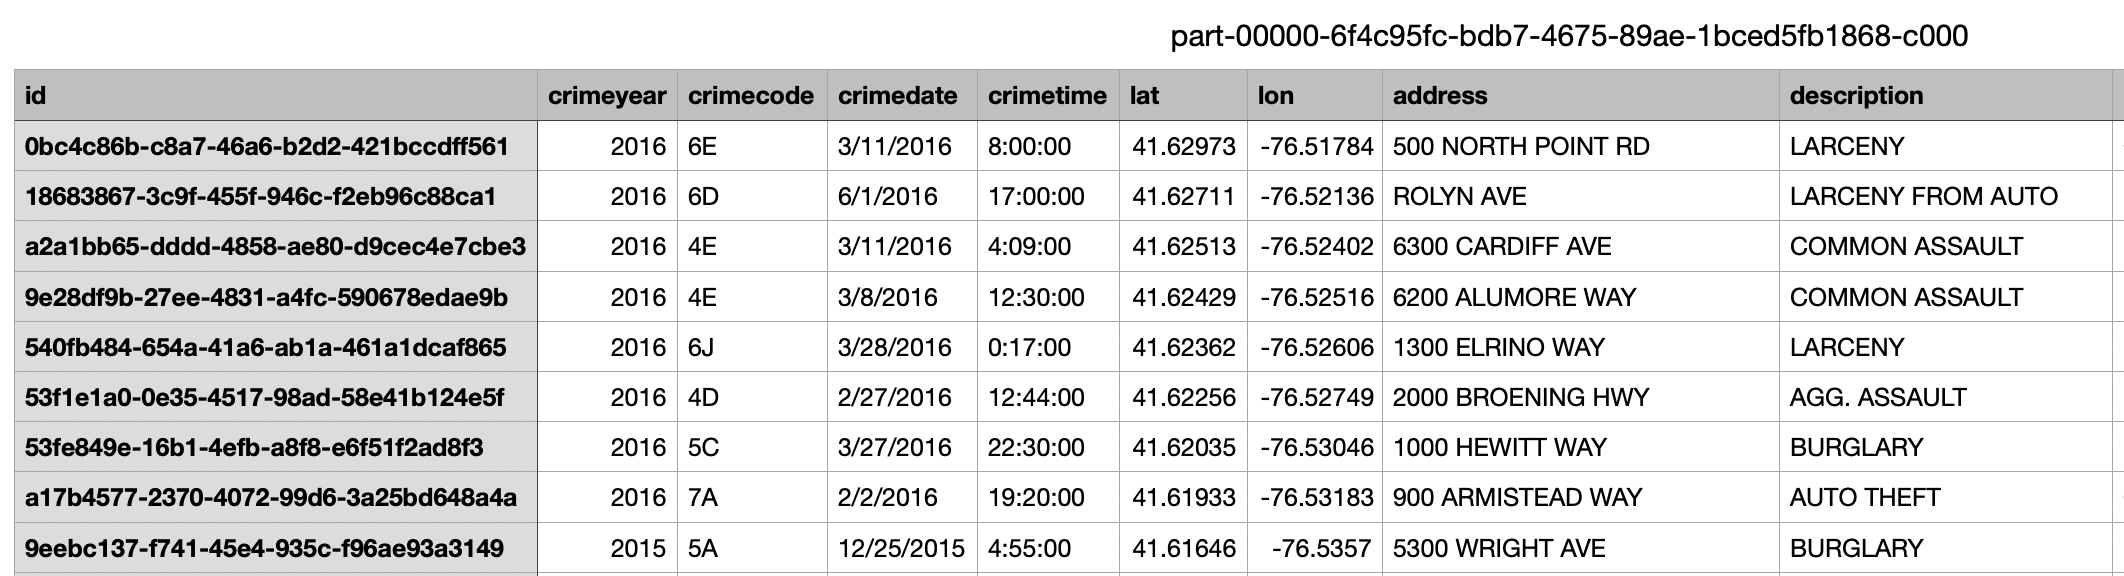 part-00000-6f4c95fc-bdb7-4675-89ae-1bced5fb1868-c000
id crimeyear crimecode crimedate crimetime lat lon address description
0bc4c86b-c8a7-46a6-b2d2-421bccdff561 2016 6E 3/11/2016 8:00:00 41.62973 -76.51784 500 NORTH POINT RD LARCENY
18683867-3c9f-455f-946c-f2eb96c88ca1 2016 6D 6/1/2016 17:00:00 41.62711 -76.52136 ROLYN AVE LARCENY FROM AUTO
a2a1bb65-dddd-4858-ae80-d9cec4e7cbe3 2016 4E 3/11/2016 4:09:00 41.62513 -76.52402 6300 CARDIFF AVE COMMON ASSAULT
9e28df9b-27ee-4831-a4fc-590678edae9b 2016 4E 3/8/2016 12:30:00 41.62429 -76.52516 6200 ALUMORE WAY COMMON ASSAULT
540fb484-654a-41a6-ab1a-461a1dcaf865 2016 6J 3/28/2016 0:17:00 41.62362 -76.52606 1300 ELRINO WAY LARCENY
53f1e1a0-0e35-4517-98ad-58e41b124e5f 2016 4D 2/27/2016 12:44:00 41.62256 -76.52749 2000 BROENING HWY AGG. ASSAULT
53fe849e-16b1-4efb-a8f8-e6f51f2ad8f3 2016 5C 3/27/2016 22:30:00 41.62035 -76.53046 1000 HEWITT WAY BURGLARY
a17b4577-2370-4072-99d6-3a25bd648a4a 2016 7A 2/2/2016 19:20:00 41.61933 -76.53183 900 ARMISTEAD WAY AUTO THEFT
9eebc137-f741-45e4-935c-f96ae93a3149 2015 5A 12/25/2015 4:55:00 41.61646 -76.5357 5300 WRIGHT AVE BURGLARY